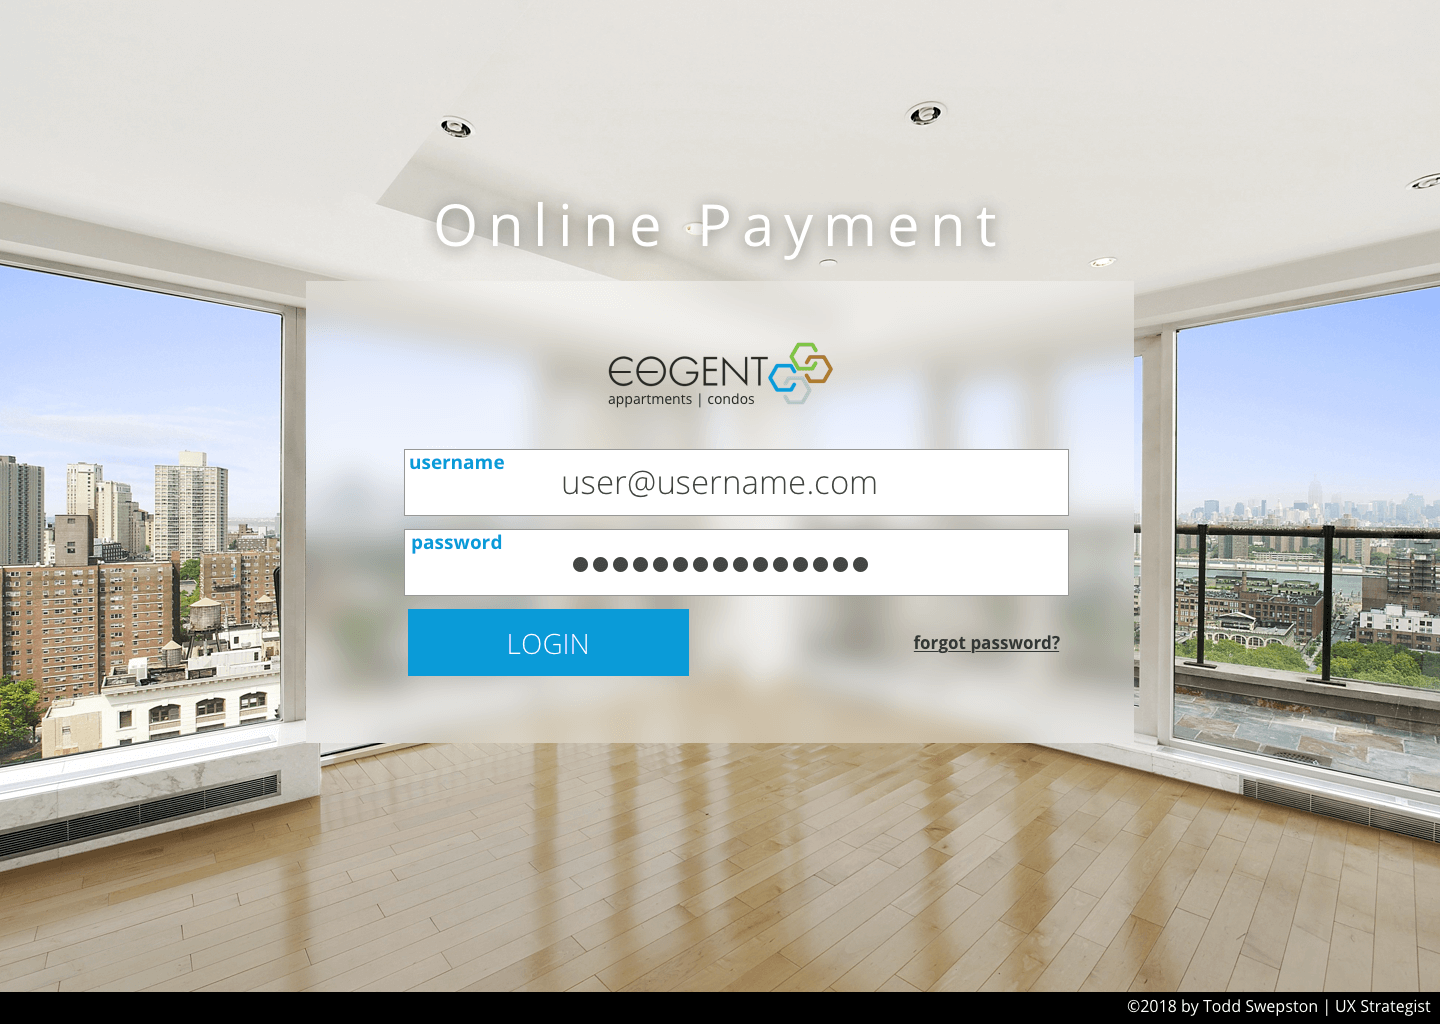 Online Payment
COGENT
appartments | condos
username
user@username.com
password
●●●●●●●●●●●●●●●
LOGIN
forgot password?
©2018 by Todd Swepston | UX Strategist